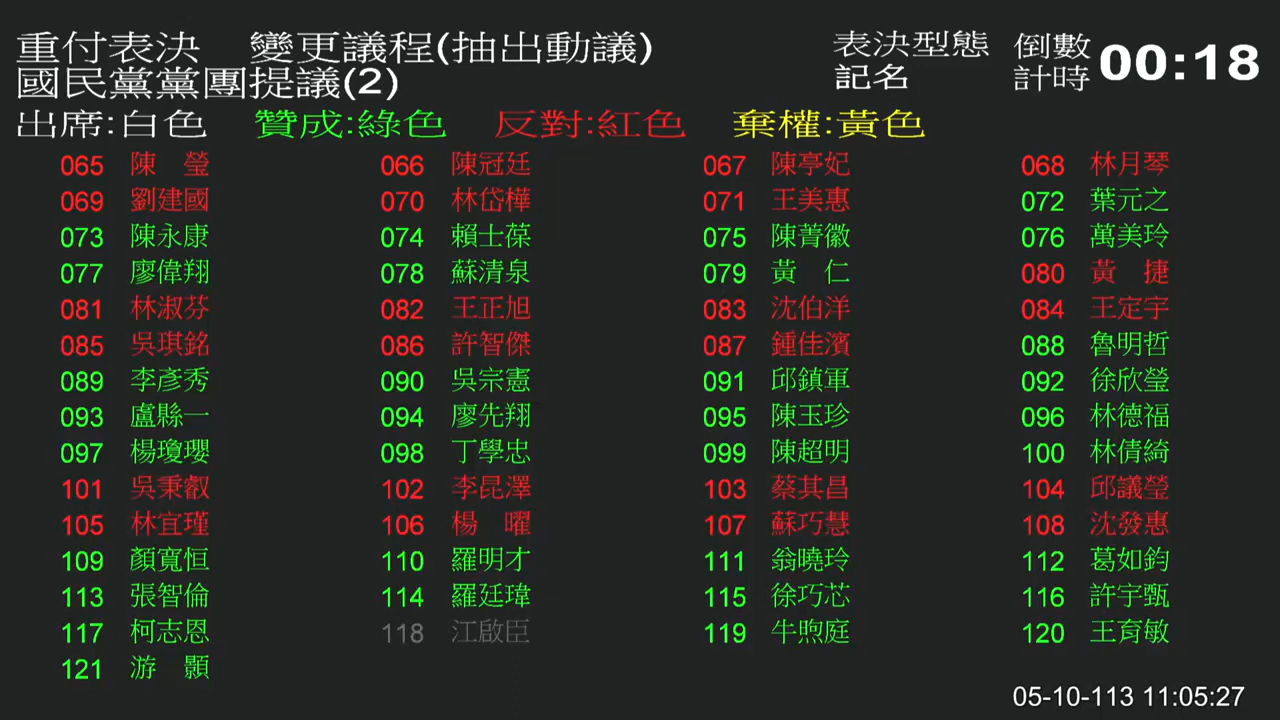 重付表決 變更議程(抽出動議)
國民黨黨團提議(2)
表決型態
記名
倒數
計時
00:18
出席:白色 贊成:綠色 反對:紅色 棄權:黃色
065 陳 瑩 066 陳冠廷 067 陳亭妃 068 林月琴
069 劉建國 070 林岱樺 071 王美惠 072 葉元之
073 陳永康 074 賴士葆 075 陳菁徽 076 萬美玲
077 廖偉翔 078 蘇清泉 079 黃 仁 080 黃 捷
081 林淑芬 082 王正旭 083 沈伯洋 084 王定宇
085 吳琪銘 086 許智傑 087 鍾佳濱 088 魯明哲
089 李彥秀 090 吳宗憲 091 邱鎮軍 092 徐欣瑩
093 盧縣一 094 廖先翔 095 陳玉珍 096 林德福
097 楊瓊瓔 098 丁學忠 099 陳超明 100 林倩綺
101 吳秉叡 102 李昆澤 103 蔡其昌 104 邱議瑩
105 林宜瑾 106 楊 曜 107 蘇巧慧 108 沈發惠
109 顏寬恒 110 羅明才 111 翁曉玲 112 葛如鈞
113 張智倫 114 羅廷瑋 115 徐巧芯 116 許宇甄
117 柯志恩 118 江啟臣 119 牛煦庭 120 王育敏
121 游 顥
05-10-113 11:05:27